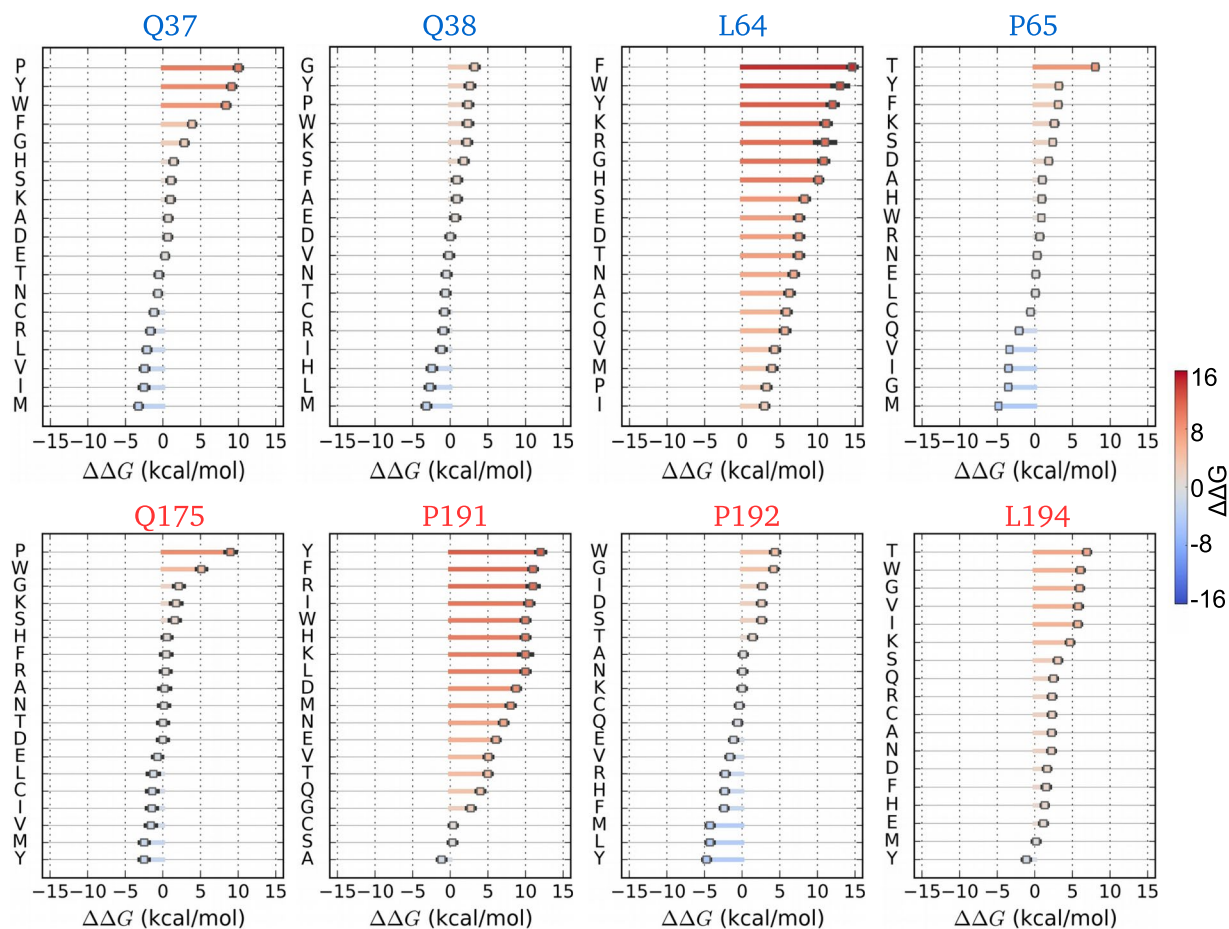 Q37 Q38 L64 P65
P G F T
Y Y W Y
W P Y F
F W K K
G K R S
H S G D
S F H A
K A S H
A E E W
D D D R
E V T N
T N N E
N T A L
C C C C
R R Q Q
L I V V
V H M I
I L P G
M M I M
−15−10 −5 0 5 10 15 −15−10 −5 0 5 10 15 −15−10 −5 0 5 10 15 −15−10 −5 0 5 10 15
ΔΔG (kcal/mol) ΔΔG (kcal/mol) ΔΔG (kcal/mol) ΔΔG (kcal/mol)
16
8
0
-8
-16
ΔΔG
Q175 P191 P192 L194
P Y W T
W F G W
G R I G
K I D V
S W S I
H H T K
F K A S
R L N Q
A D K R
N M C C
T N Q A
D E E N
E V V D
L T R F
C Q H H
I G F E
V C M M
M S L Y
Y A Y
−15−10 −5 0 5 10 15 −15−10 −5 0 5 10 15 −15−10 −5 0 5 10 15 −15−10 −5 0 5 10 15
ΔΔG (kcal/mol) ΔΔG (kcal/mol) ΔΔG (kcal/mol) ΔΔG (kcal/mol)